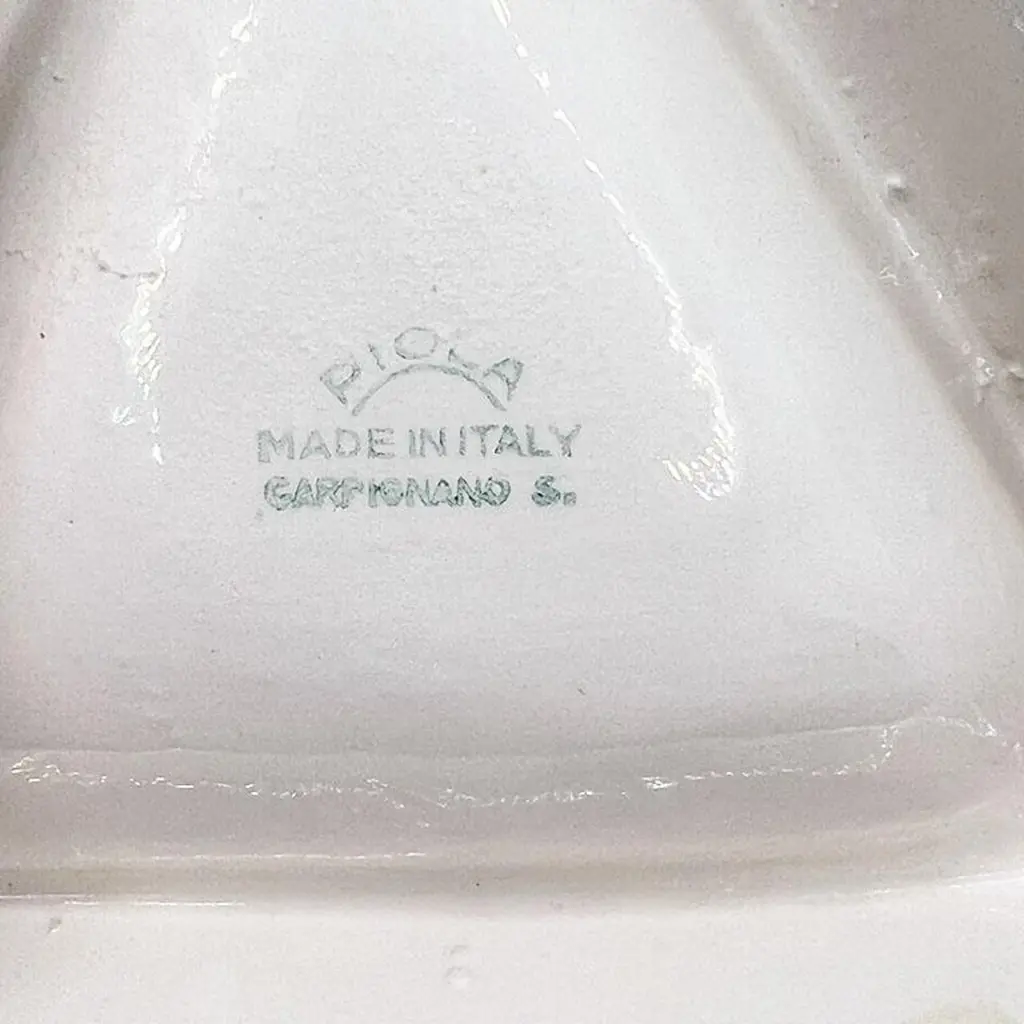 PIOLA
MADE IN ITALY
CARPIGNANO S.